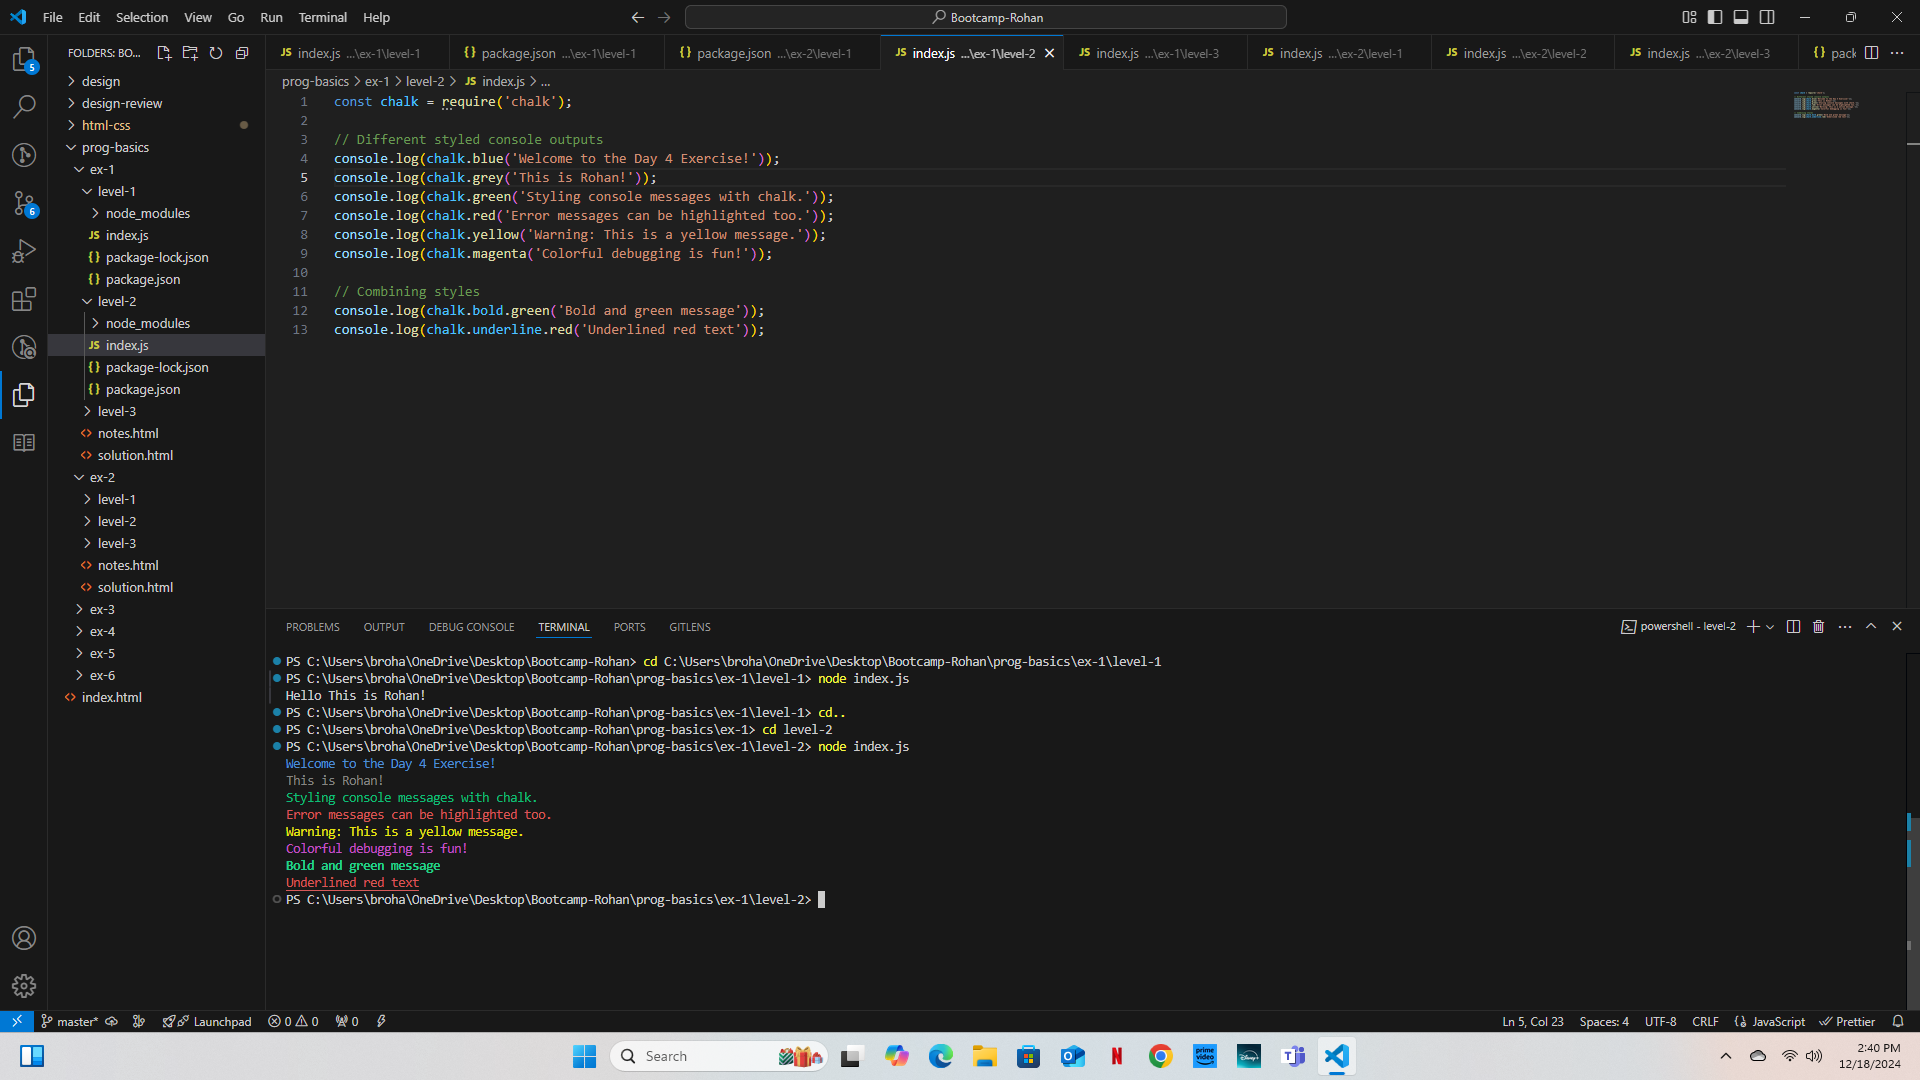 File Edit Selection View Go Run Terminal Help
Bootcamp-Rohan
5
FOLDERS: BO...
JS index.js ...\ex-1\level-1
{} package.json ...\ex-1\level-1
{} package.json ...\ex-2\level-1
JS index.js ...\ex-1\level-2
JS index.js ...\ex-1\level-3
JS index.js ...\ex-2\level-1
JS index.js ...\ex-2\level-2
JS index.js ...\ex-2\level-3
{} pack
prog-basics > ex-1 > level-2 > JS index.js > ...
design
design-review
html-css
prog-basics
ex-1
level-1
node_modules
JS index.js
{} package-lock.json
{} package.json
level-2
node_modules
JS index.js
{} package-lock.json
{} package.json
level-3
<> notes.html
<> solution.html
ex-2
level-1
level-2
level-3
<> notes.html
<> solution.html
ex-3
ex-4
ex-5
ex-6
<> index.html
6
1 const chalk = require('chalk');
2
3 // Different styled console outputs
4 console.log(chalk.blue('Welcome to the Day 4 Exercise!'));
5 console.log(chalk.grey('This is Rohan!'));
6 console.log(chalk.green('Styling console messages with chalk.'));
7 console.log(chalk.red('Error messages can be highlighted too.'));
8 console.log(chalk.yellow('Warning: This is a yellow message.'));
9 console.log(chalk.magenta('Colorful debugging is fun!'));
10
11 // Combining styles
12 console.log(chalk.bold.green('Bold and green message'));
13 console.log(chalk.underline.red('Underlined red text'));
PROBLEMS OUTPUT DEBUG CONSOLE TERMINAL PORTS GITLENS
powershell - level-2
PS C:\Users\broha\OneDrive\Desktop\Bootcamp-Rohan> cd C:\Users\broha\OneDrive\Desktop\Bootcamp-Rohan\prog-basics\ex-1\level-1
PS C:\Users\broha\OneDrive\Desktop\Bootcamp-Rohan\prog-basics\ex-1\level-1> node index.js
Hello This is Rohan!
PS C:\Users\broha\OneDrive\Desktop\Bootcamp-Rohan\prog-basics\ex-1\level-1> cd..
PS C:\Users\broha\OneDrive\Desktop\Bootcamp-Rohan\prog-basics\ex-1> cd level-2
PS C:\Users\broha\OneDrive\Desktop\Bootcamp-Rohan\prog-basics\ex-1\level-2> node index.js
Welcome to the Day 4 Exercise!
This is Rohan!
Styling console messages with chalk.
Error messages can be highlighted too.
Warning: This is a yellow message.
Colorful debugging is fun!
Bold and green message
Underlined red text
PS C:\Users\broha\OneDrive\Desktop\Bootcamp-Rohan\prog-basics\ex-1\level-2>
master* Launchpad 0 0 0
Ln 5, Col 23 Spaces: 4 UTF-8 CRLF {} JavaScript Prettier
Search
N
prime video
Disney+
T
2:40 PM
12/18/2024